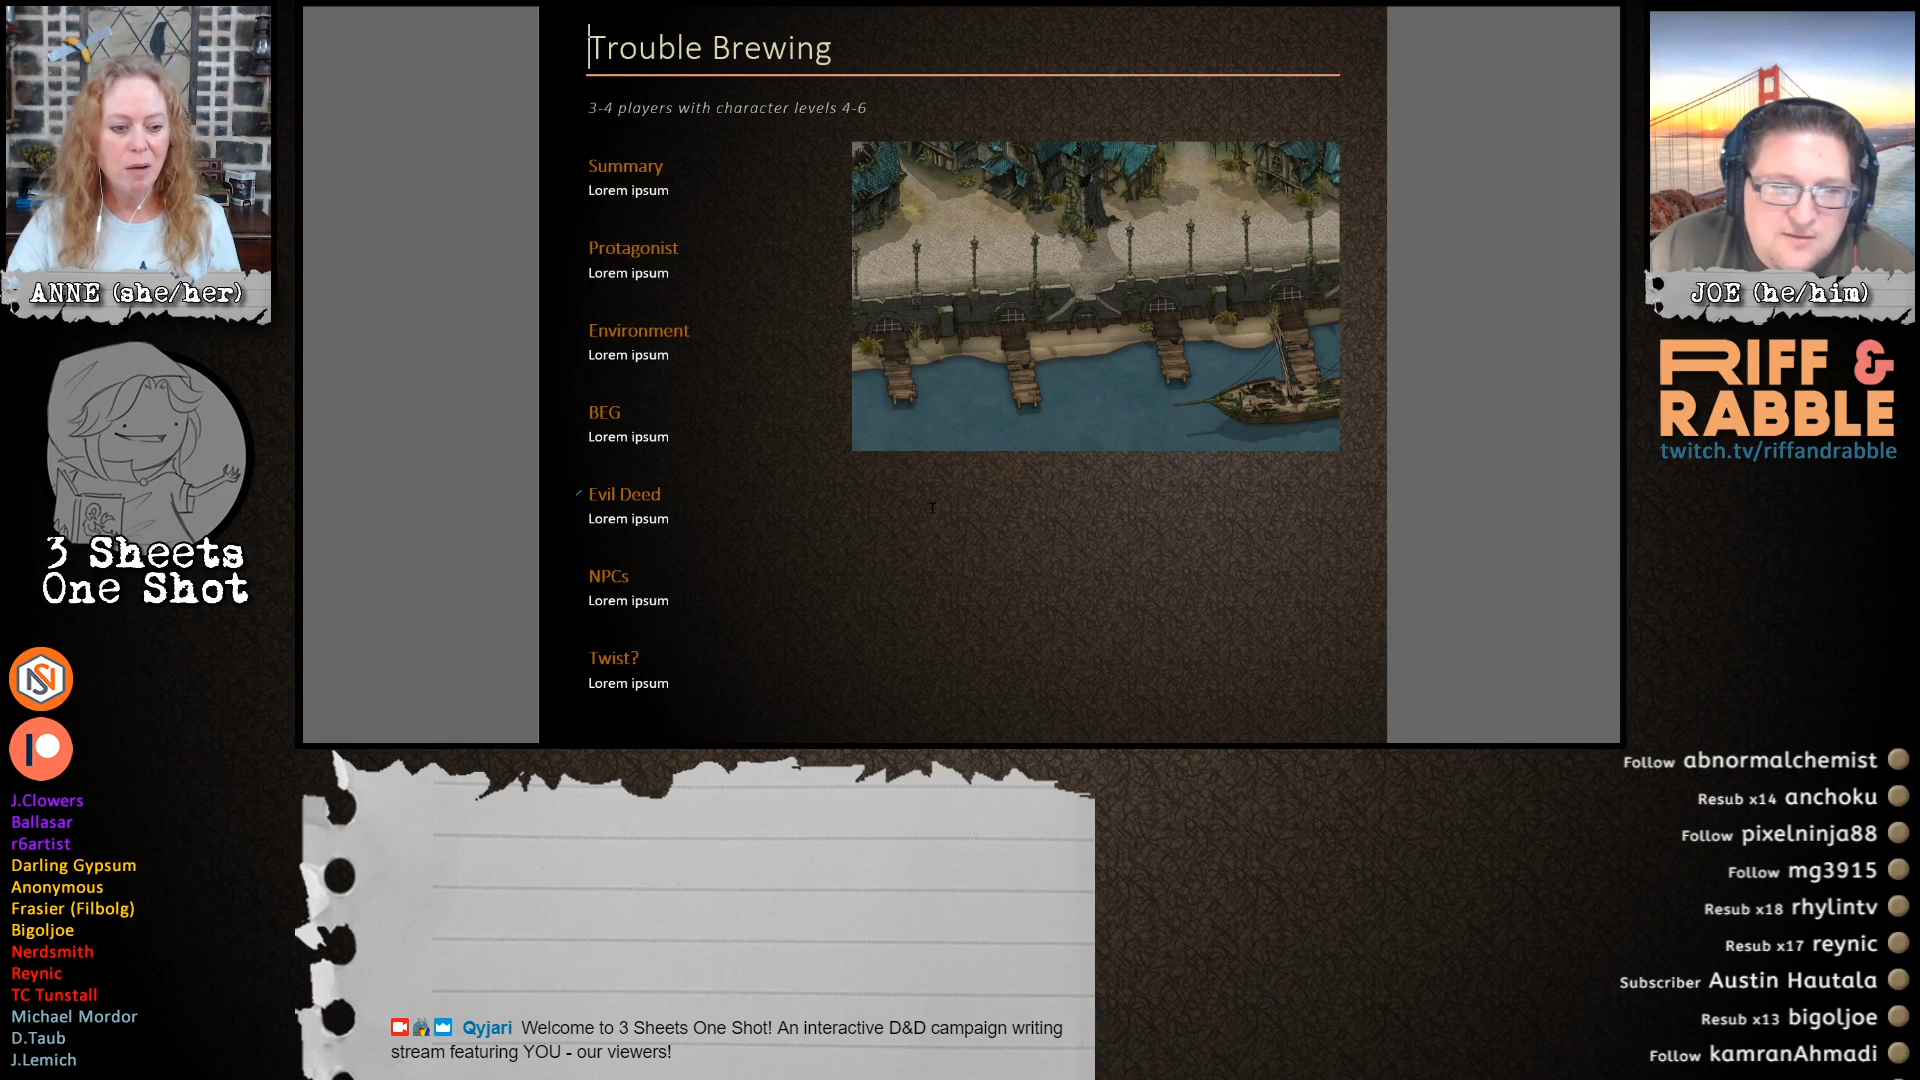 Trouble Brewing
3-4 players with character levels 4-6
Summary
Lorem ipsum
Protagonist
Lorem ipsum
Environment
Lorem ipsum
BEG
Lorem ipsum
Evil Deed
Lorem ipsum
NPCs
Lorem ipsum
Twist?
Lorem ipsum
ANNE (she/her)
JOE (he/him)
RIFF &
RABBLE
twitch.tv/riffandrabble
3 Sheets
One Shot
J.Clowers
Ballasar
r6artist
Darling Gypsum
Anonymous
Frasier (Filbolg)
Bigoljoe
Nerdsmith
Reynic
TC Tunstall
Michael Mordor
D.Taub
J.Lemich
Qyjari Welcome to 3 Sheets One Shot! An interactive D&D campaign writing
stream featuring YOU - our viewers!
Follow abnormalchemist
Resub x14 anchoku
Follow pixelninja88
Follow mg3915
Resub x18 rhylintv
Resub x17 reynic
Subscriber Austin Hautala
Resub x13 bigoljoe
Follow kamranAhmadi